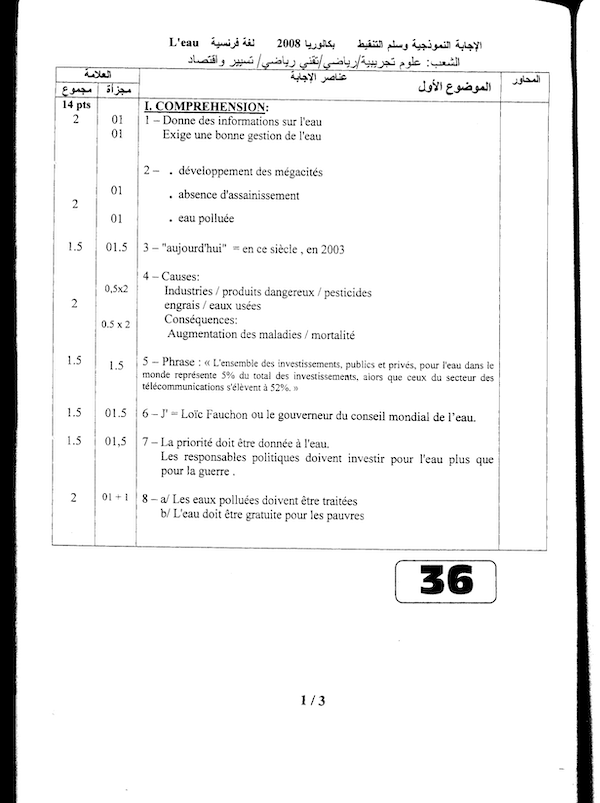 الإجابة النموذجية وسلم التنقيط بكالوريا 2008 لغة فرنسية L'eau
الشعب: علوم تجريبية/رياضي/تقني رياضي/ تسيير واقتصاد
المحاور
عناصر الإجابة
العلامة
الموضوع الأول
مجزأة
مجموع
14 pts
I. COMPREHENSION:
2 01 1 – Donne des informations sur l'eau
01 Exige une bonne gestion de l'eau
2 – . développement des mégacités
01 . absence d'assainissement
2
01 . eau polluée
1.5 01.5 3 – "aujourd'hui" = en ce siècle , en 2003
4 – Causes:
0,5x2 Industries / produits dangereux / pesticides
2 engrais / eaux usées
0.5 x 2 Conséquences:
Augmentation des maladies / mortalité
1.5 1.5 5 – Phrase : « L'ensemble des investissements, publics et privés, pour l'eau dans le
monde représente 5% du total des investissements, alors que ceux du secteur des
télécommunications s'élèvent à 52%. »
1.5 01.5 6 – J' = Loïc Fauchon ou le gouverneur du conseil mondial de l'eau.
1.5 01,5 7 – La priorité doit être donnée à l'eau.
Les responsables politiques doivent investir pour l'eau plus que
pour la guerre .
2 01 + 1 8 – a/ Les eaux polluées doivent être traitées
b/ L'eau doit être gratuite pour les pauvres
36
1 / 3